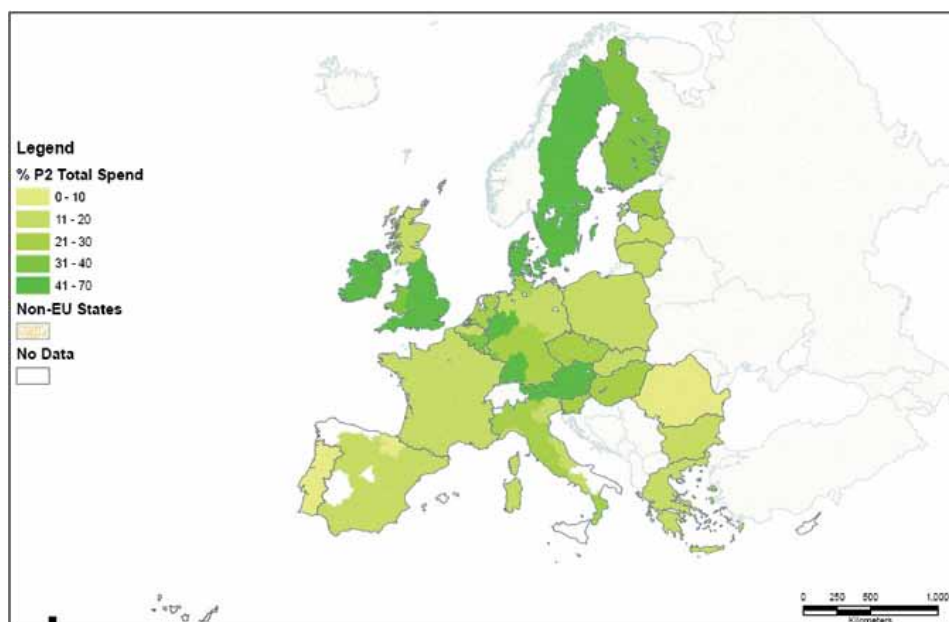 Legend
% P2 Total Spend
0 - 10
11 - 20
21 - 30
31 - 40
41 - 70
Non-EU States
No Data
0 250 500 1,000
Kilometers